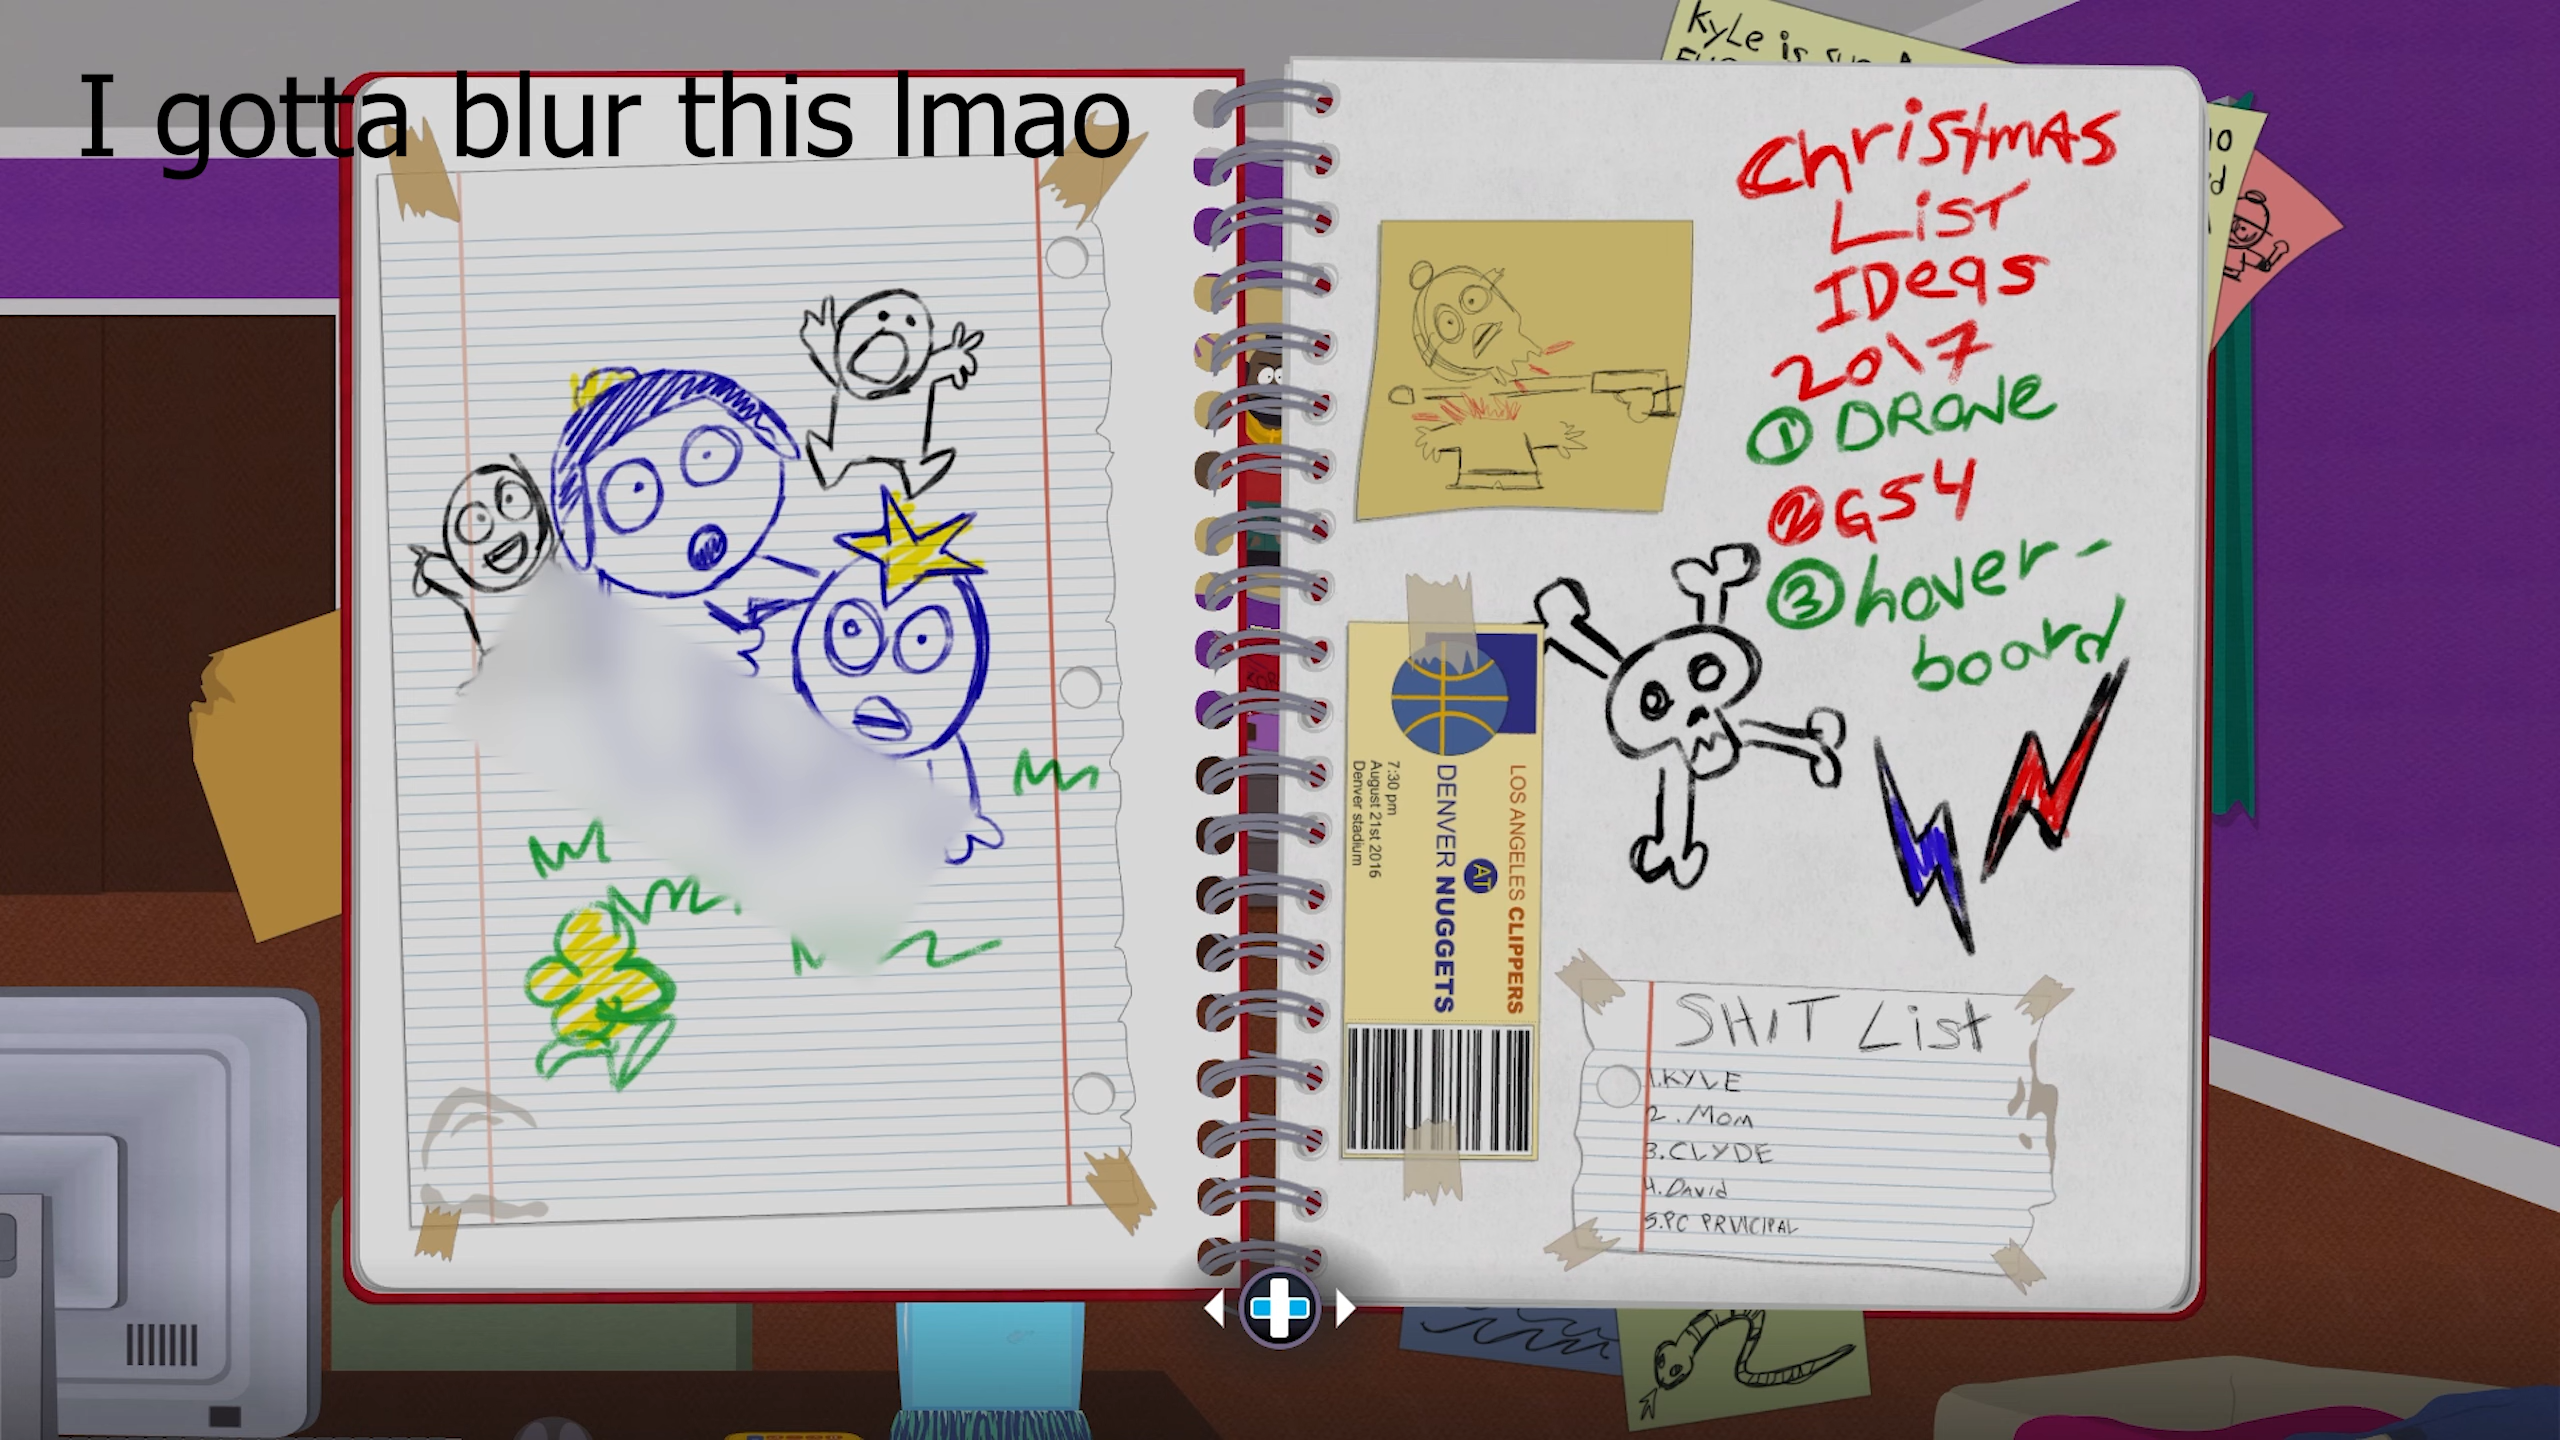 I gotta blur this lmao
Kyle is
Christmas
List
IDeas
2017
1 DRONe
2 GS4
3 hover-
board
LOS ANGELES CLIPPERS
AT
DENVER NUGGETS
7:30 pm
August 21st 2016
Denver stadium
SHIT List
1.KYLE
2.Mom
3.CLYDE
4.David
5.PC PRVICIPAL